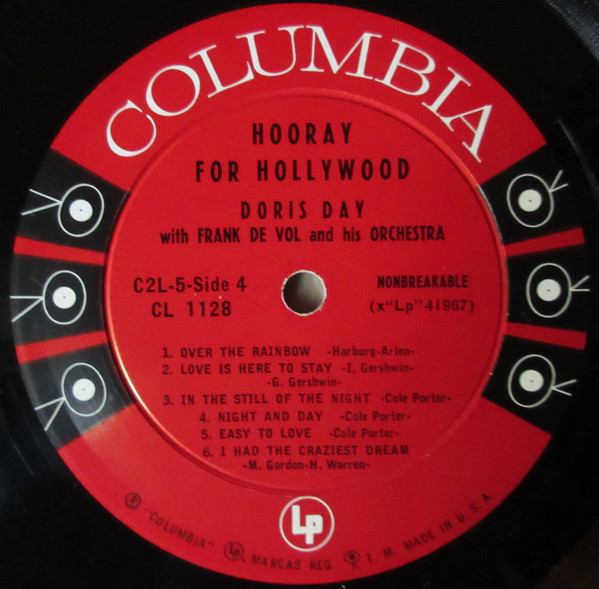 COLUMBIA
HOORAY
FOR HOLLYWOOD
DORIS DAY
with FRANK DE VOL and his ORCHESTRA
C2L-5-Side 4
CL 1128
NONBREAKABLE
(x"Lp"41967)
1. OVER THE RAINBOW -Harburg-Arlen-
2. LOVE IS HERE TO STAY -I. Gershwin-
-G. Gershwin-
3. IN THE STILL OF THE NIGHT -Cole Porter-
4. NIGHT AND DAY -Cole Porter-
5. EASY TO LOVE -Cole Porter-
6. I HAD THE CRAZIEST DREAM
-M. Gordon-H. Warren-
Lp
® "COLUMBIA" Lp MARCAS REG. T. M. MADE IN U.S.A.